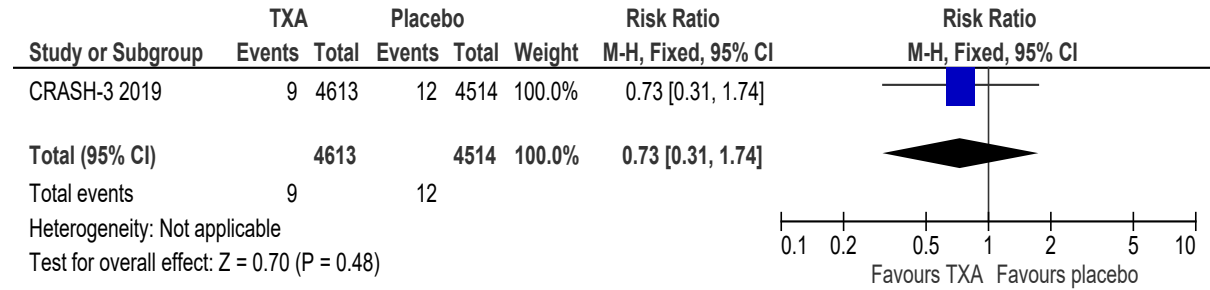 TXA Placebo Risk Ratio Risk Ratio
Study or Subgroup Events Total Events Total Weight M-H, Fixed, 95% CI M-H, Fixed, 95% CI
CRASH-3 2019 9 4613 12 4514 100.0% 0.73 [0.31, 1.74]
Total (95% CI) 4613 4514 100.0% 0.73 [0.31, 1.74]
Total events 9 12
Heterogeneity: Not applicable
Test for overall effect: Z = 0.70 (P = 0.48)
0.1 0.2 0.5 1 2 5 10
Favours TXA Favours placebo